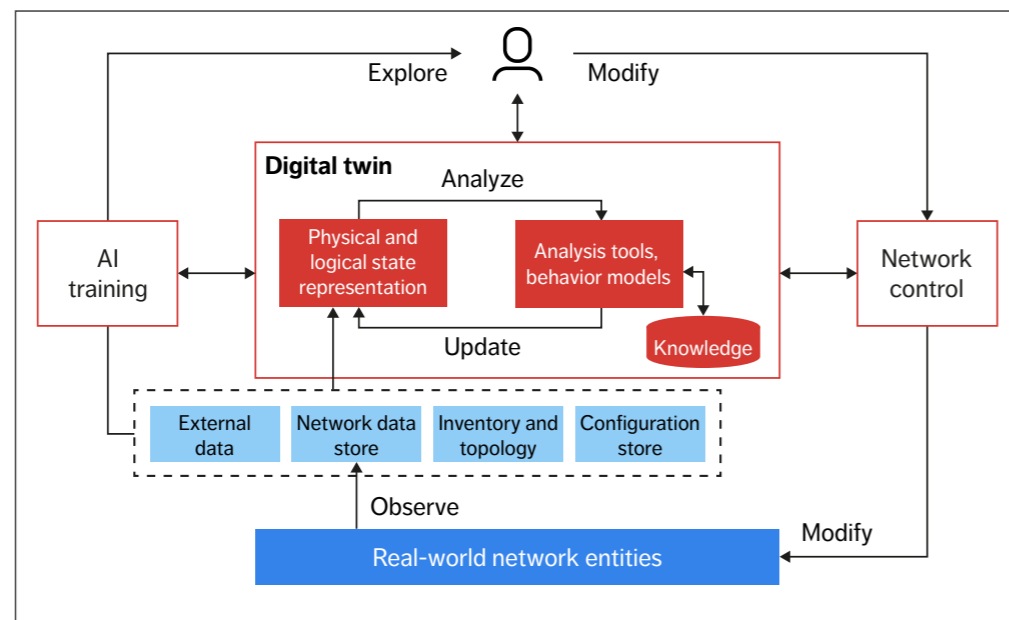 Explore
Modify
Digital twin
Analyze
Physical and
logical state
representation
Analysis tools,
behavior models
AI
training
Network
control
Update
Knowledge
External
data
Network data
store
Inventory and
topology
Configuration
store
Observe
Modify
Real-world network entities